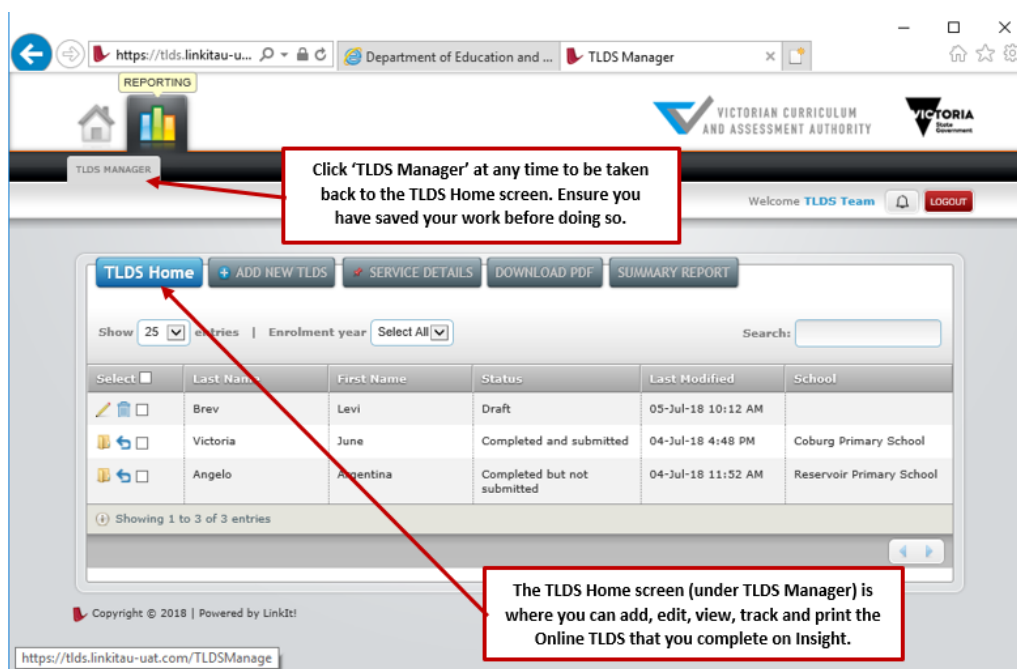 https://tlds.linkitau-u...
Department of Education and ...
TLDS Manager
REPORTING
VICTORIAN CURRICULUM
AND ASSESSMENT AUTHORITY
VICTORIA
State
Government
TLDS MANAGER
Click ‘TLDS Manager’ at any time to be taken
back to the TLDS Home screen. Ensure you
have saved your work before doing so.
Welcome TLDS Team
LOGOUT
TLDS Home
ADD NEW TLDS
SERVICE DETAILS
DOWNLOAD PDF
SUMMARY REPORT
Show 25 entries | Enrolment year Select All
Search:
Select Last Name First Name Status Last Modified School
Brev Levi Draft 05-Jul-18 10:12 AM
Victoria June Completed and submitted 04-Jul-18 4:48 PM Coburg Primary School
Angelo Argentina Completed but not 04-Jul-18 11:52 AM Reservoir Primary School
submitted
Showing 1 to 3 of 3 entries
The TLDS Home screen (under TLDS Manager) is
where you can add, edit, view, track and print the
Online TLDS that you complete on Insight.
Copyright © 2018 | Powered by LinkIt!
https://tlds.linkitau-uat.com/TLDSManage